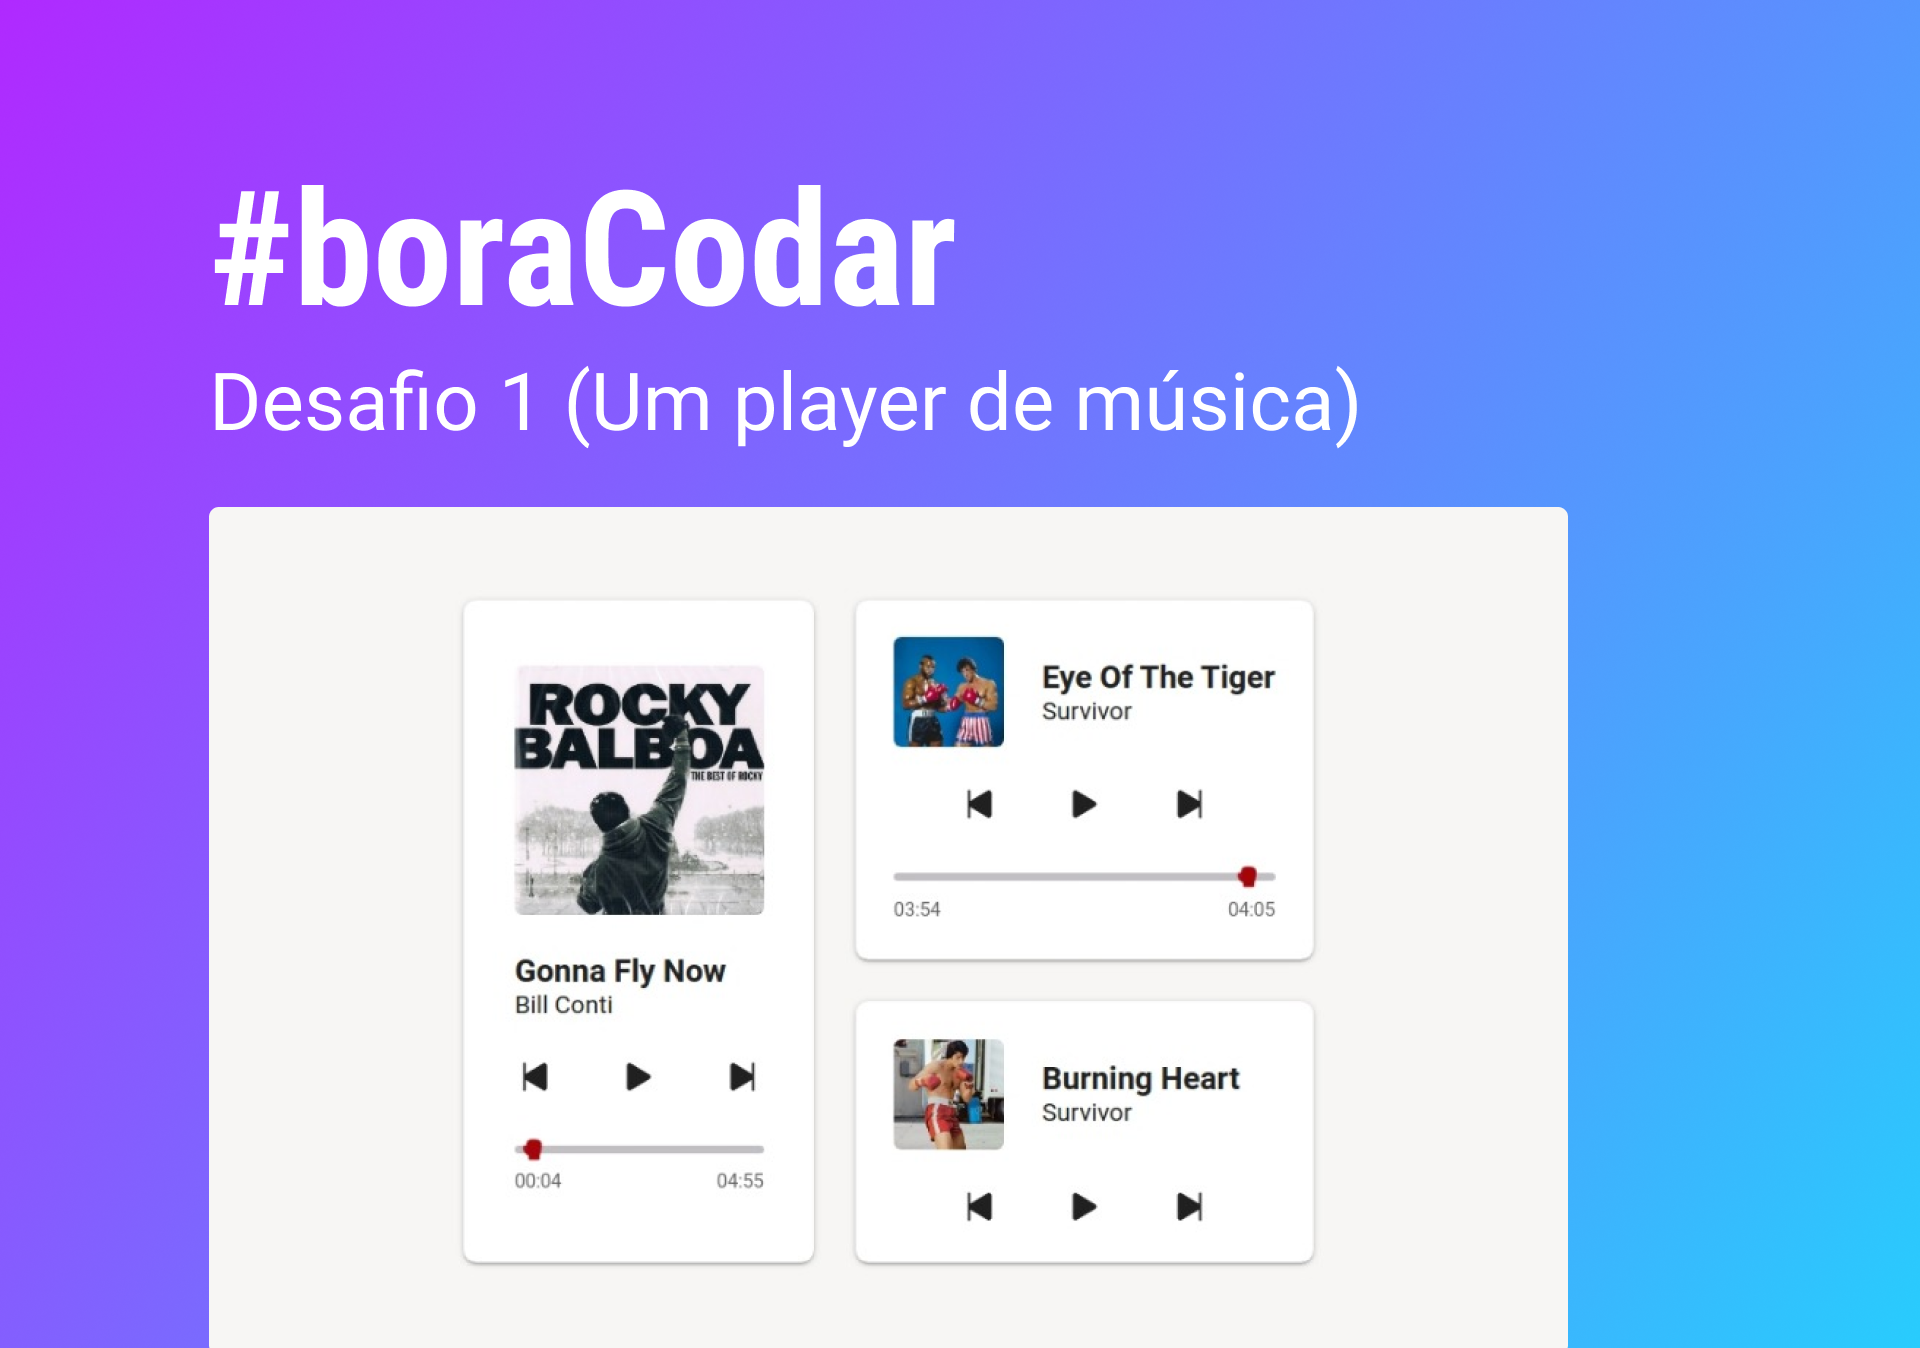 #boraCodar
Desafio 1 (Um player de música)
ROCKY
BALBOA
THE BEST OF ROCKY
Gonna Fly Now
Bill Conti
00:04 04:55
Eye Of The Tiger
Survivor
03:54 04:05
Burning Heart
Survivor